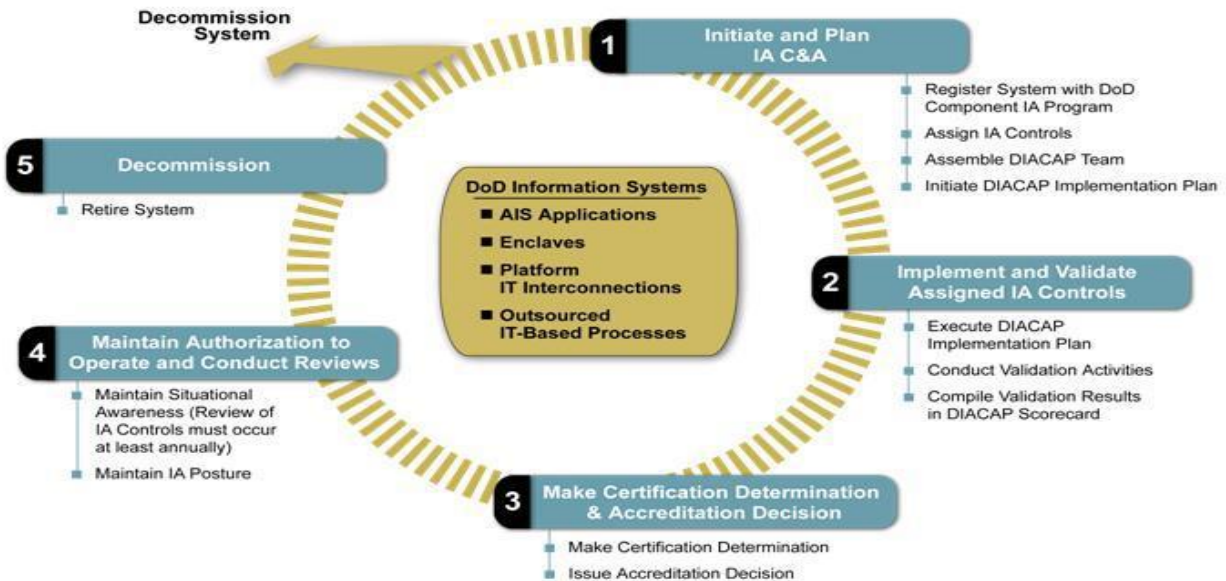 Decommission
System
1
Initiate and Plan
IA C&A
Register System with DoD
Component IA Program
Assign IA Controls
Assemble DIACAP Team
Initiate DIACAP Implementation Plan
5
Decommission
Retire System
DoD Information Systems
AIS Applications
Enclaves
Platform
IT Interconnections
Outsourced
IT-Based Processes
2
Implement and Validate
Assigned IA Controls
Execute DIACAP
Implementation Plan
Conduct Validation Activities
Compile Validation Results
in DIACAP Scorecard
4
Maintain Authorization to
Operate and Conduct Reviews
Maintain Situational
Awareness (Review of
IA Controls must occur
at least annually)
Maintain IA Posture
3
Make Certification Determination
& Accreditation Decision
Make Certification Determination
Issue Accreditation Decision